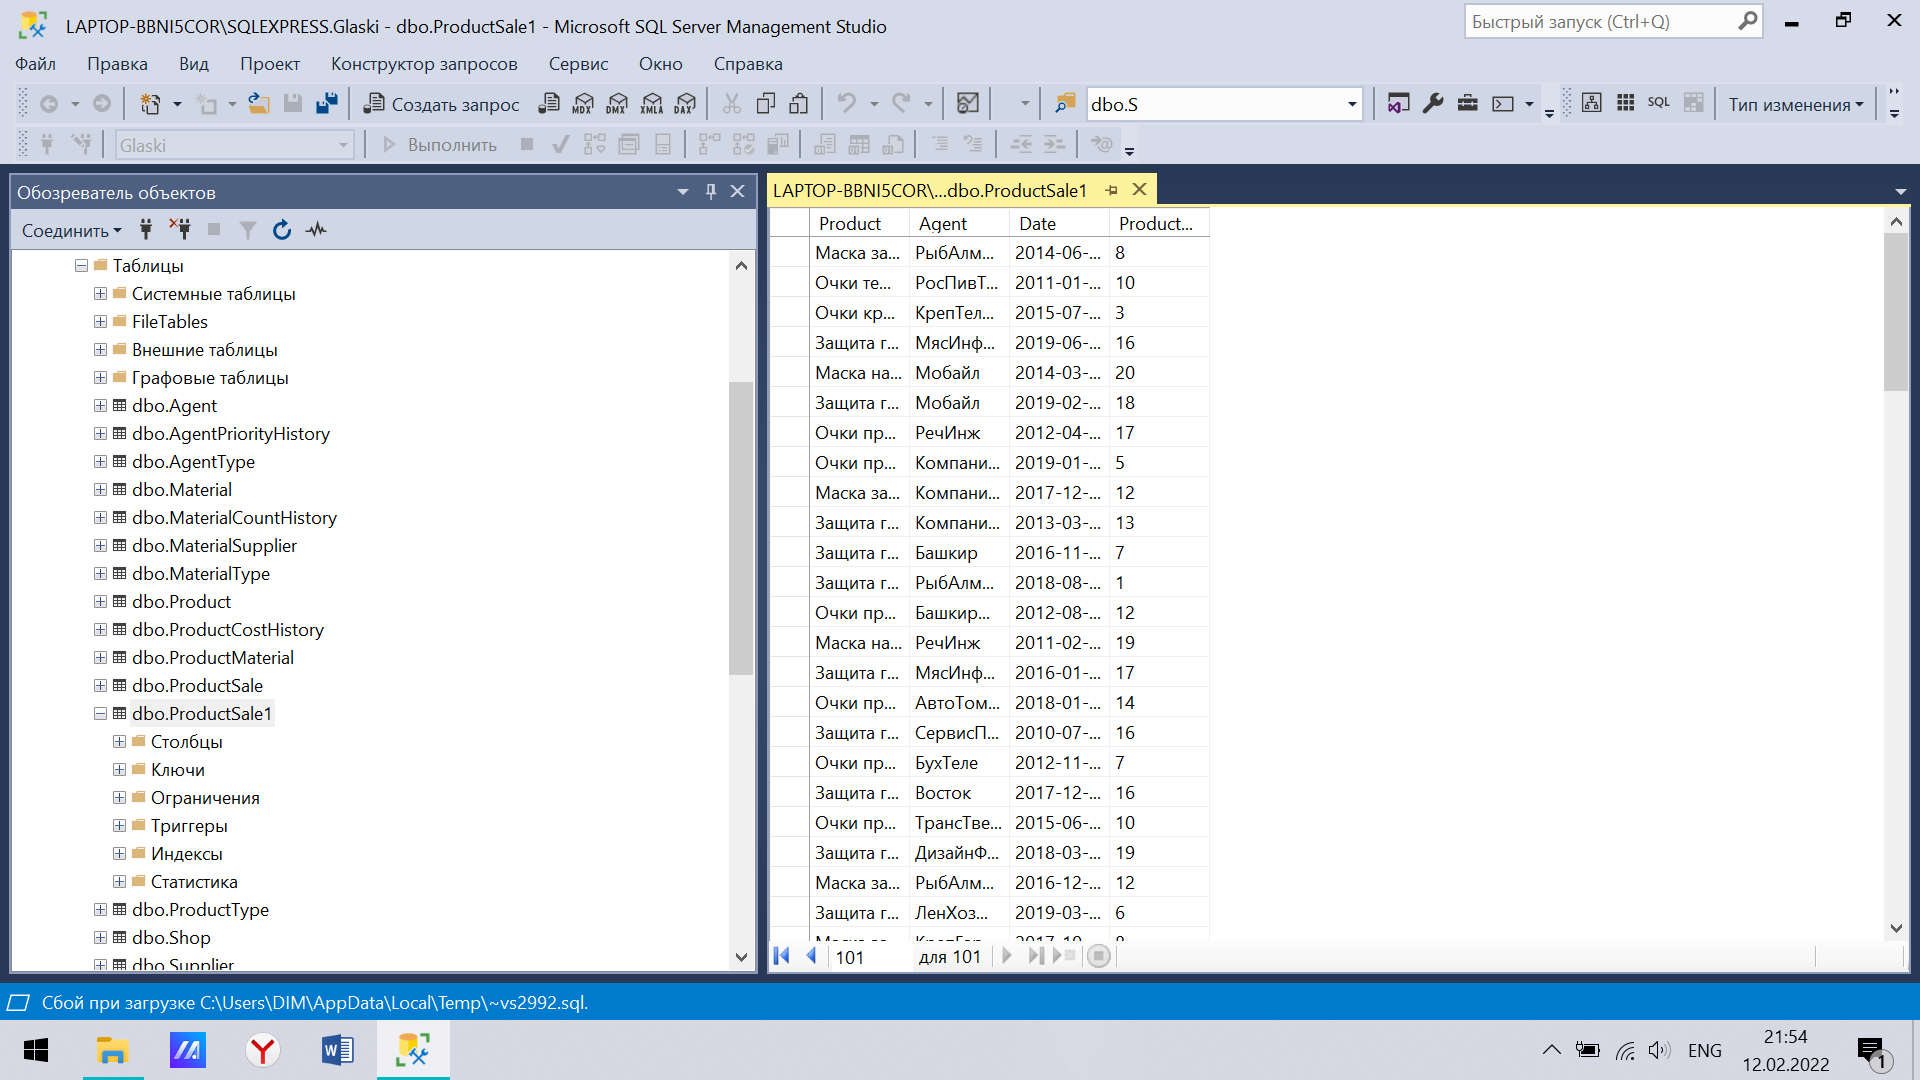 LAPTOP-BBNI5COR\SQLEXPRESS.Glaski - dbo.ProductSale1 - Microsoft SQL Server Management Studio
Быстрый запуск (Ctrl+Q)
Файл Правка Вид Проект Конструктор запросов Сервис Окно Справка
Создать запрос MDX DMX XMLA DAX dbo.S SQL Тип изменения
Glaski Выполнить
Обозреватель объектов
Соединить
Таблицы
Системные таблицы
FileTables
Внешние таблицы
Графовые таблицы
dbo.Agent
dbo.AgentPriorityHistory
dbo.AgentType
dbo.Material
dbo.MaterialCountHistory
dbo.MaterialSupplier
dbo.MaterialType
dbo.Product
dbo.ProductCostHistory
dbo.ProductMaterial
dbo.ProductSale
dbo.ProductSale1
Столбцы
Ключи
Ограничения
Триггеры
Индексы
Статистика
dbo.ProductType
dbo.Shop
dbo.Supplier
LAPTOP-BBNI5COR\...dbo.ProductSale1
Product Agent Date Product...
Маска за... РыбАлм... 2014-06-... 8
Очки те... РосПивТ... 2011-01-... 10
Очки кр... КрепТел... 2015-07-... 3
Защита г... МясИнф... 2019-06-... 16
Маска на... Мобайл 2014-03-... 20
Защита г... Мобайл 2019-02-... 18
Очки пр... РечИнж 2012-04-... 17
Очки пр... Компани... 2019-01-... 5
Маска за... Компани... 2017-12-... 12
Защита г... Компани... 2013-03-... 13
Защита г... Башкир 2016-11-... 7
Защита г... РыбАлм... 2018-08-... 1
Очки пр... Башкир... 2012-08-... 12
Маска на... РечИнж 2011-02-... 19
Защита г... МясИнф... 2016-01-... 17
Очки пр... АвтоТом... 2018-01-... 14
Защита г... СервисП... 2010-07-... 16
Очки пр... БухТеле 2012-11-... 7
Защита г... Восток 2017-12-... 16
Очки пр... ТрансТве... 2015-06-... 10
Защита г... ДизайнФ... 2018-03-... 19
Маска за... РыбАлм... 2016-12-... 12
Защита г... ЛенХоз... 2019-03-... 6
101 для 101
Сбой при загрузке C:\Users\DIM\AppData\Local\Temp\~vs2992.sql.
ENG
21:54
12.02.2022
1